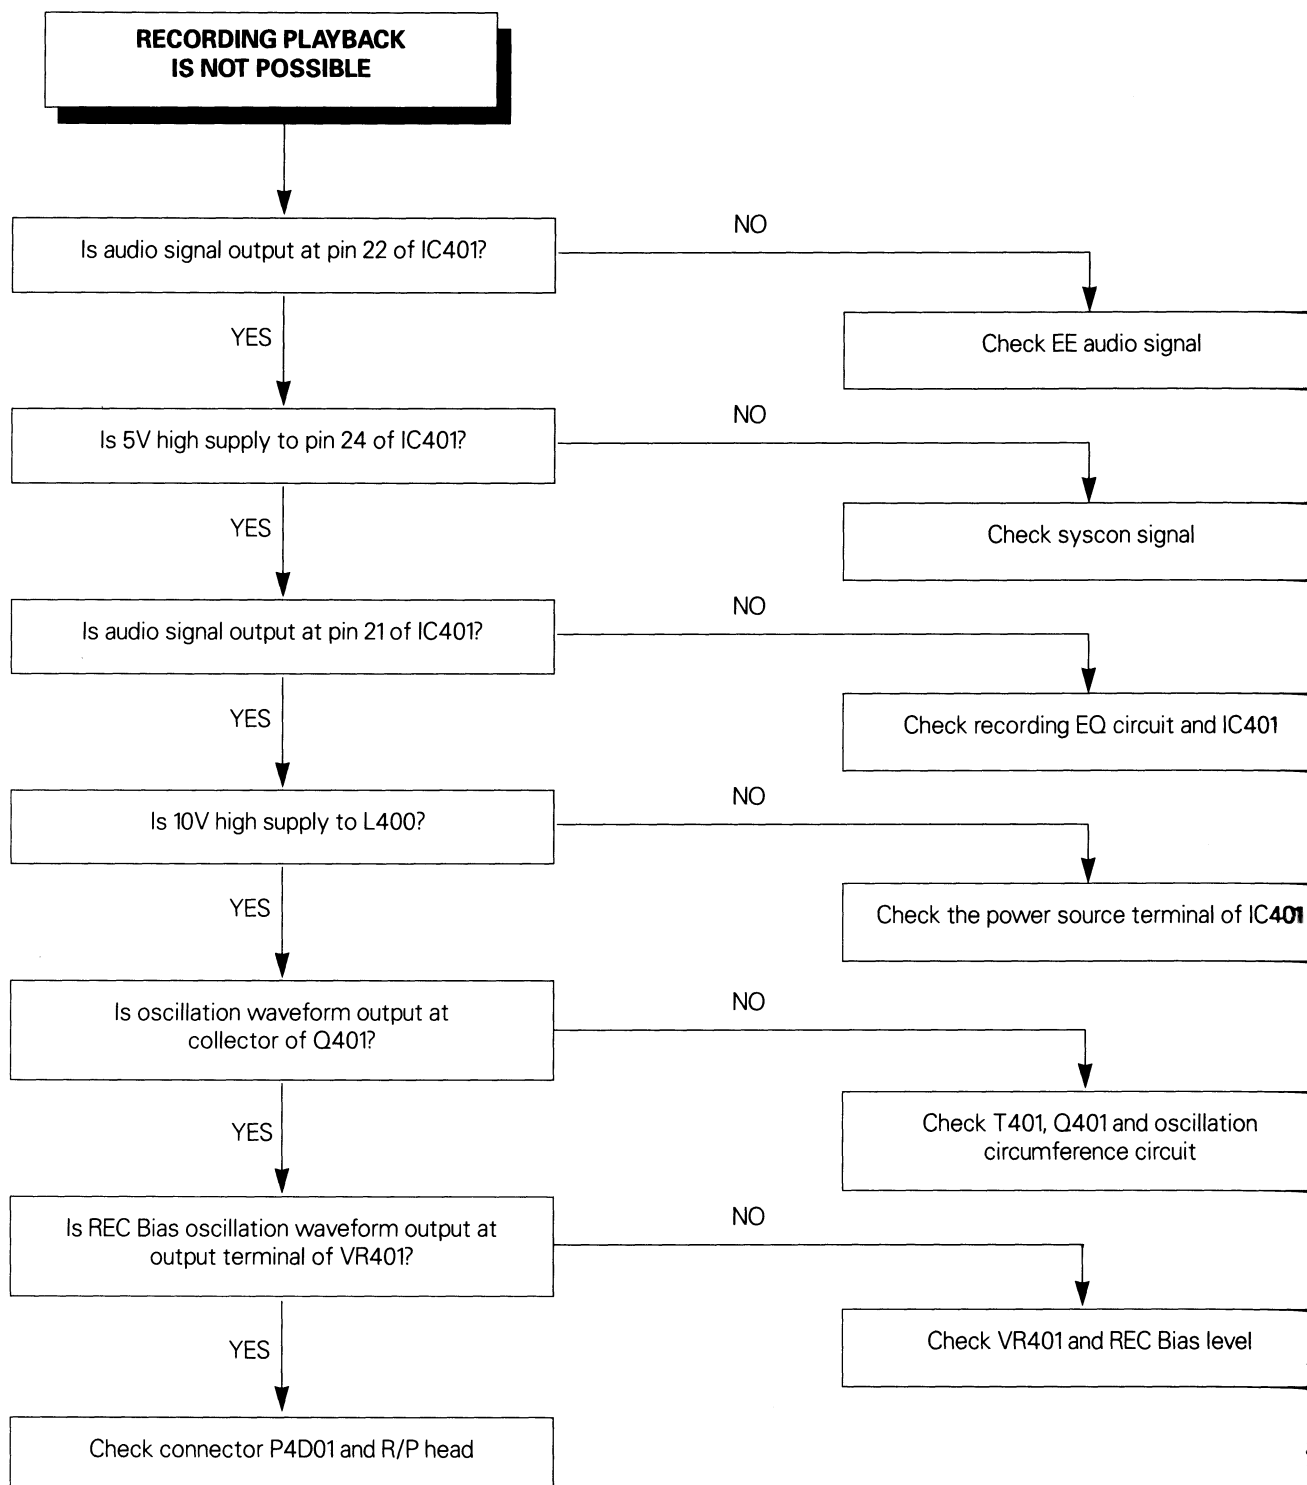 RECORDING PLAYBACK
IS NOT POSSIBLE
Is audio signal output at pin 22 of IC401?
NO
Check EE audio signal
YES
Is 5V high supply to pin 24 of IC401?
NO
Check syscon signal
YES
Is audio signal output at pin 21 of IC401?
NO
Check recording EQ circuit and IC401
YES
Is 10V high supply to L400?
NO
Check the power source terminal of IC401
YES
Is oscillation waveform output at
collector of Q401?
NO
Check T401, Q401 and oscillation
circumference circuit
YES
Is REC Bias oscillation waveform output at
output terminal of VR401?
NO
Check VR401 and REC Bias level
YES
Check connector P4D01 and R/P head